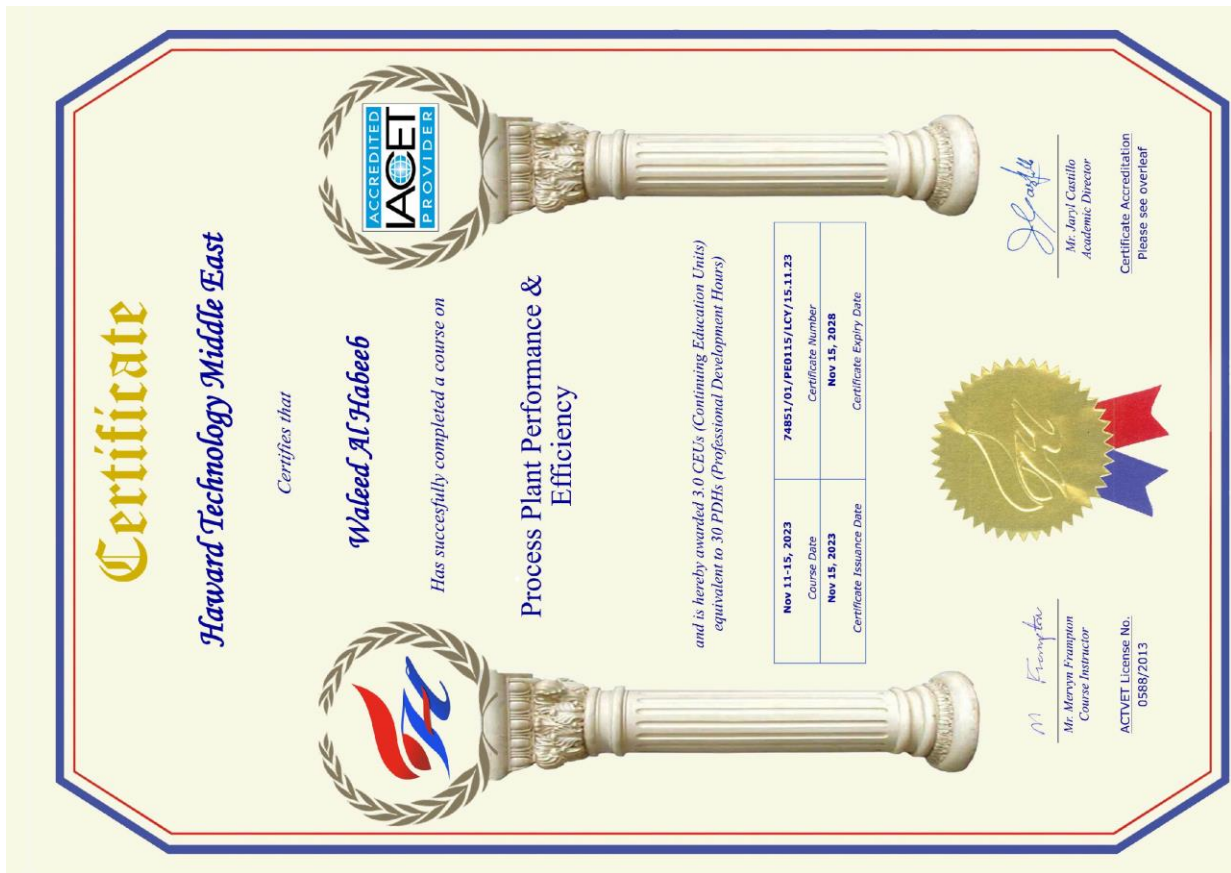 Certificate
Haward Technology Middle East
Certifies that
Waleed Al Habeeb
Has succesfully completed a course on
Process Plant Performance &
Efficiency
and is hereby awarded 3.0 CEUs (Continuing Education Units)
equivalent to 30 PDHs (Professional Development Hours)
ACCREDITED
IACET
PROVIDER
Nov 11-15, 2023 74851/01/PE0115/LCY/15.11.23
Course Date Certificate Number
Nov 15, 2023 Nov 15, 2028
Certificate Issuance Date Certificate Expiry Date
M Frampton
Mr. Mervyn Frampton
Course Instructor
ACTVET License No.
0588/2013
Mr. Jaryl Castillo
Academic Director
Certificate Accreditation
Please see overleaf